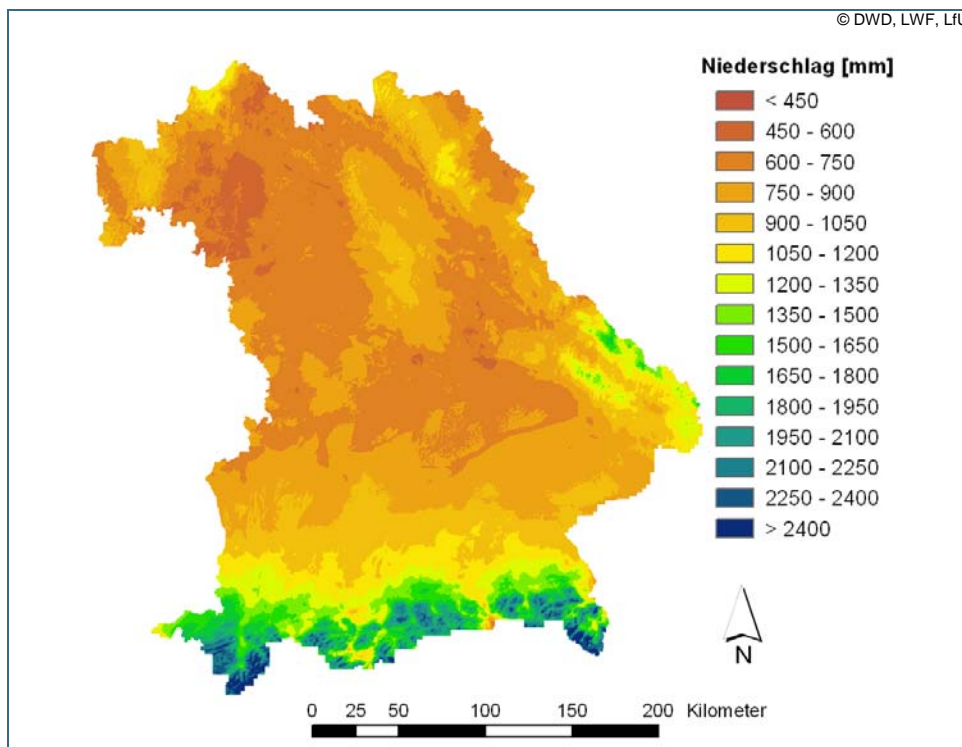 © DWD, LWF, LfU
Niederschlag [mm]
< 450
450 - 600
600 - 750
750 - 900
900 - 1050
1050 - 1200
1200 - 1350
1350 - 1500
1500 - 1650
1650 - 1800
1800 - 1950
1950 - 2100
2100 - 2250
2250 - 2400
> 2400
N
0 25 50 100 150 200 Kilometer